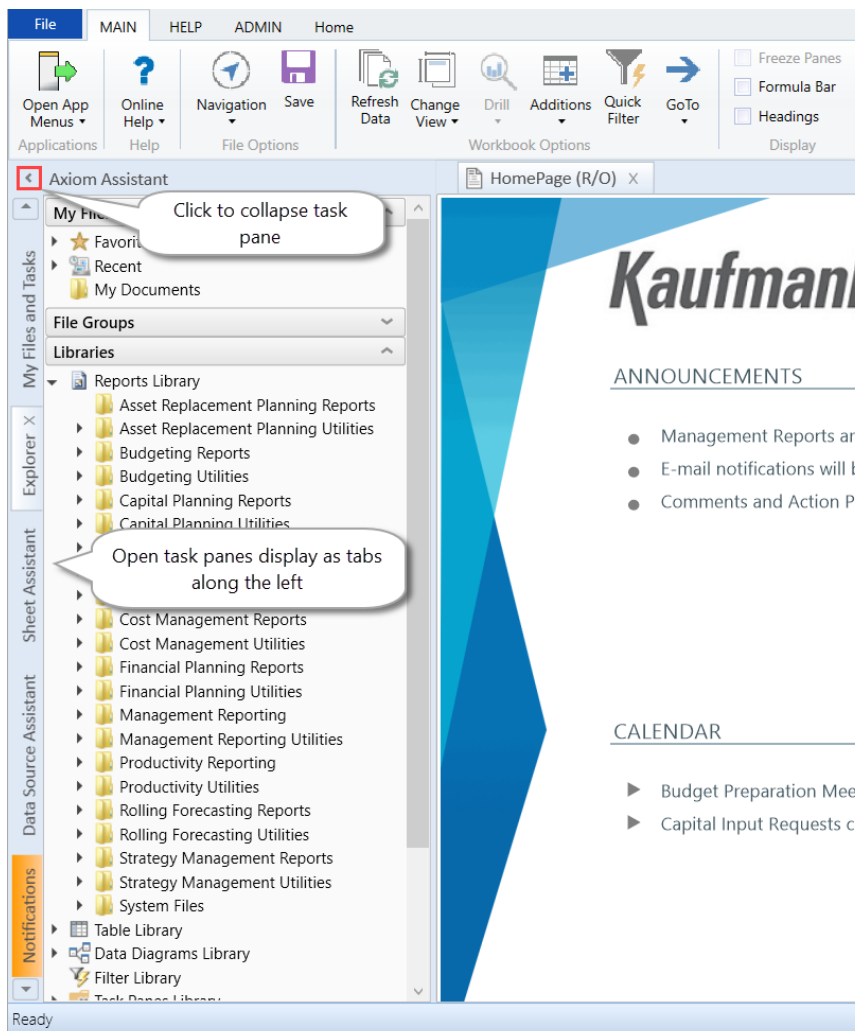 File MAIN HELP ADMIN Home
Open App Menus
Online Help
Navigation
Save
Refresh Data
Change View
Drill
Additions
Quick Filter
GoTo
Freeze Panes
Formula Bar
Headings
Applications Help File Options Workbook Options Display
Axiom Assistant
HomePage (R/O) X
Click to collapse task
pane
My Files and Tasks
Explorer X
Sheet Assistant
Data Source Assistant
Notifications
My
Recent
My Documents
File Groups
Libraries
Reports Library
Asset Replacement Planning Reports
Asset Replacement Planning Utilities
Budgeting Reports
Budgeting Utilities
Capital Planning Reports
Capital Planning Utilities
Open task panes display as tabs
along the left
Cost Management Reports
Cost Management Utilities
Financial Planning Reports
Financial Planning Utilities
Management Reporting
Management Reporting Utilities
Productivity Reporting
Productivity Utilities
Rolling Forecasting Reports
Rolling Forecasting Utilities
Strategy Management Reports
Strategy Management Utilities
System Files
Table Library
Data Diagrams Library
Filter Library
Task Panes Library
ANNOUNCEMENTS
Management Reports
E-mail notifications will
Comments and Action
CALENDAR
Budget Preparation
Capital Input Requests
Ready